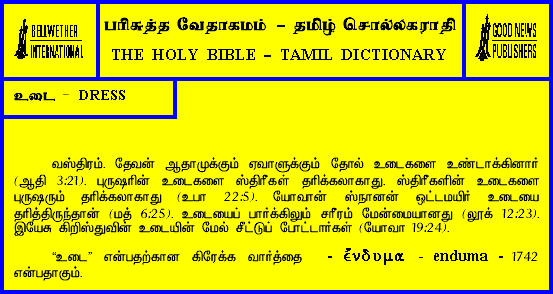 BELLWETHER
INTERNATIONAL
பரிசுத்த வேதாகமம் – தமிழ் சொல்லகராதி
THE HOLY BIBLE – TAMIL DICTIONARY
GOOD NEWS
PUBLISHERS
உடை – DRESS
வஸ்திரம். தேவன் ஆதாமுக்கும் ஏவாளுக்கும் தோல் உடைகளை உண்டாக்கினார்
(ஆதி 3:21). புருஷரின் உடைகளை ஸ்திரீகள் தரிக்கலாகாது. ஸ்திரீகளின் உடைகளை
புருஷரும் தரிக்கலாகாது (உபா 22:5). யோவான் ஸ்நானன் ஒட்டமயிர் உடையை
தரித்திருந்தான் (மத் 6:25). உடையைப் பார்க்கிலும் சரீரம் மேன்மையானது (லூக் 12:23).
இயேசு கிறிஸ்துவின் உடையின் மேல் சீட்டுப் போட்டார்கள் (யோவா 19:24).
"உடை" என்பதற்கான கிரேக்க வார்த்தை - ἔνδυμα - enduma - 1742
என்பதாகும்.